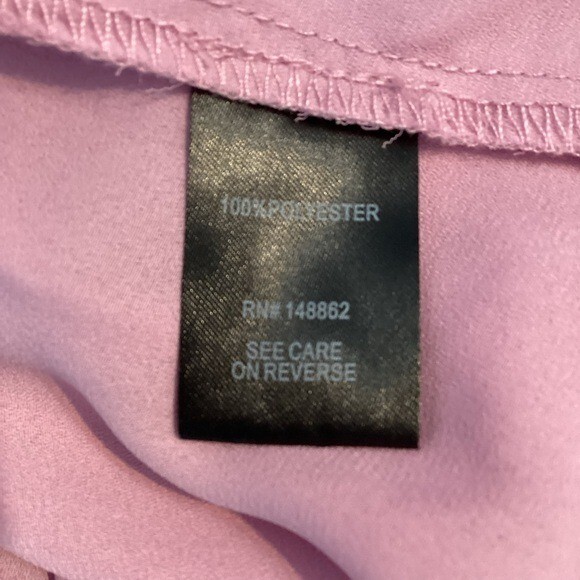 100%POLYESTER
RN# 148862
SEE CARE
ON REVERSE